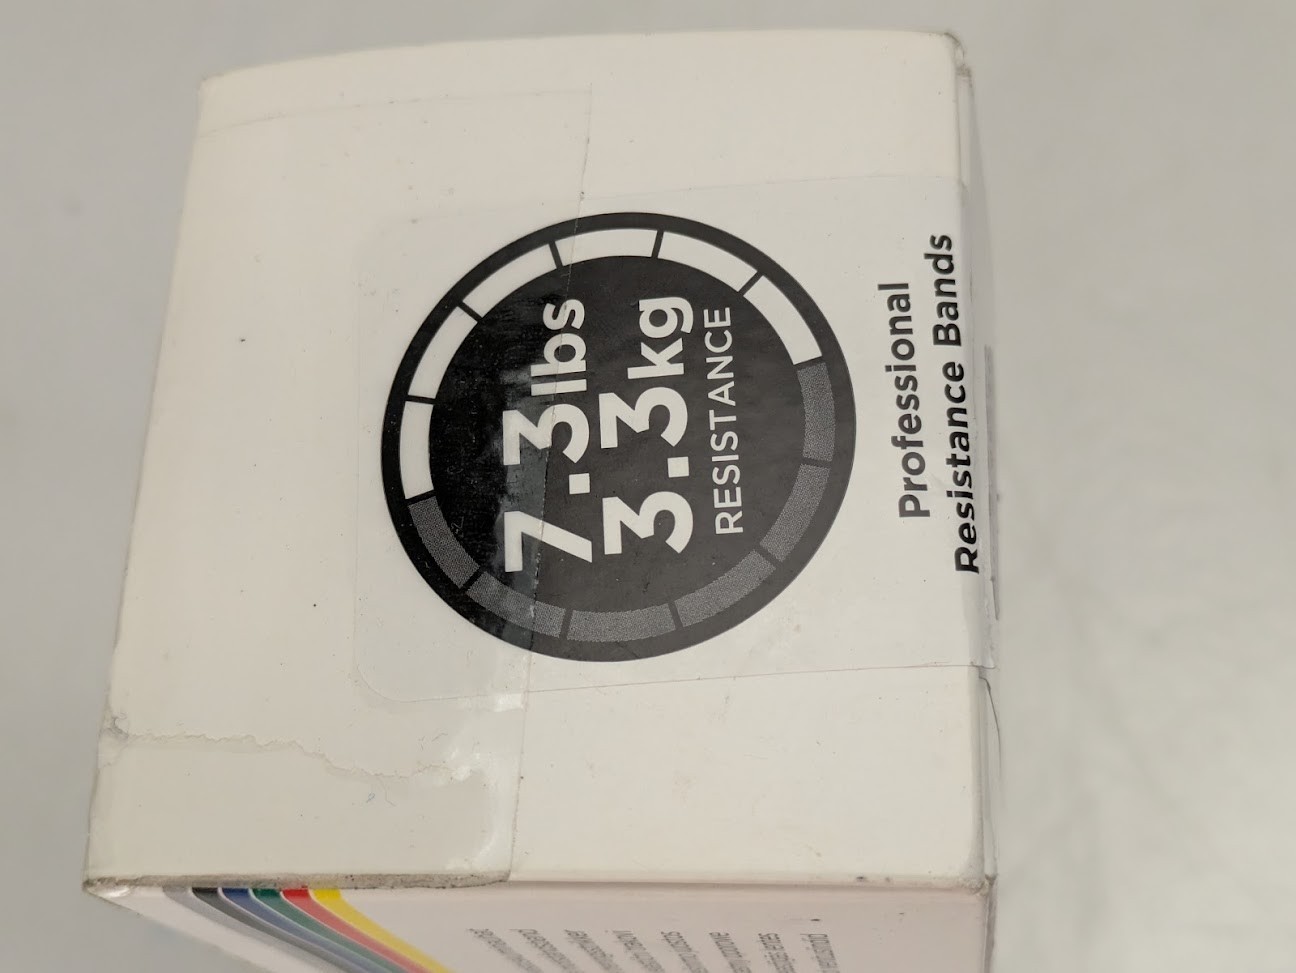 7.3lbs
3.3kg
RESISTANCE
Professional
Resistance Bands